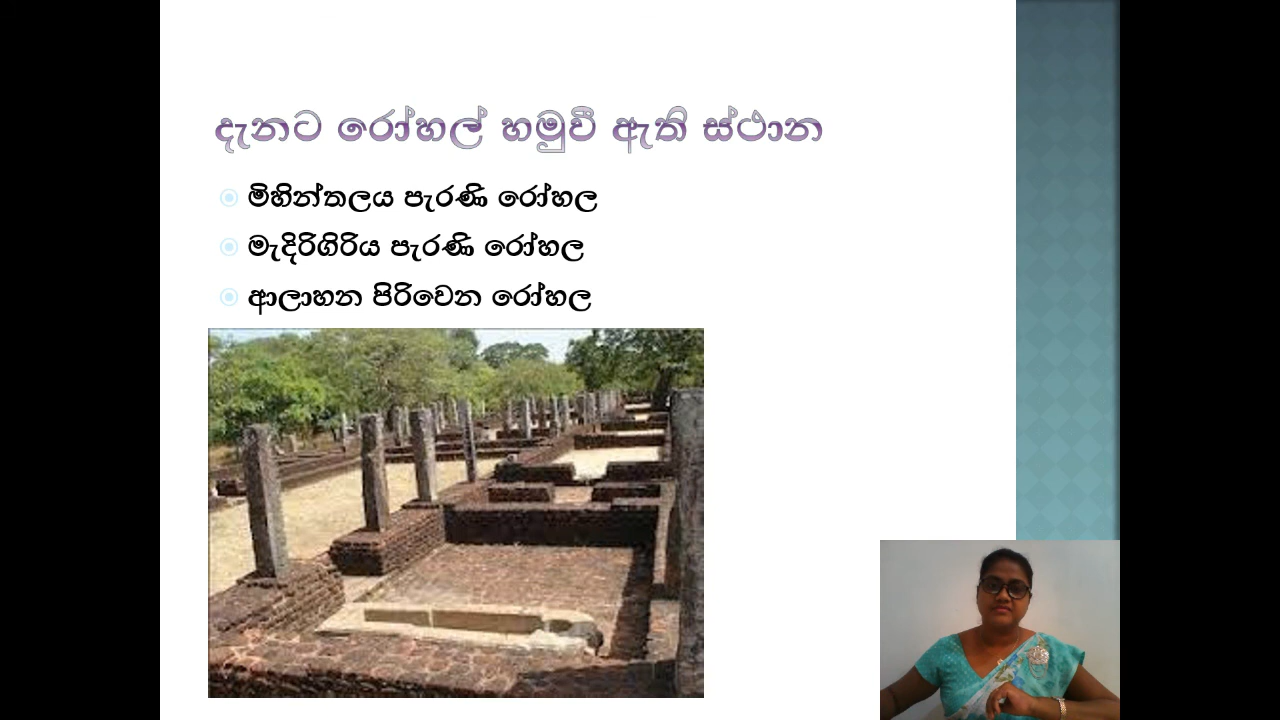 දැනට රෝහල් හමුවී ඇති ස්ථාන
මිහින්තලය පැරණි රෝහල
මැදිරිගිරිය පැරණි රෝහල
ආලාහන පිරිවෙන රෝහල